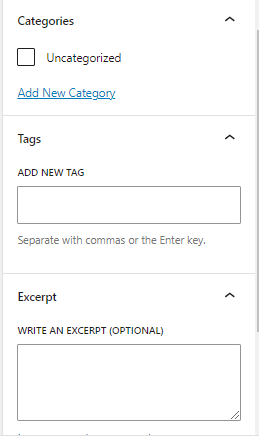 Categories
Uncategorized
Add New Category
Tags
ADD NEW TAG
Separate with commas or the Enter key.
Excerpt
WRITE AN EXCERPT (OPTIONAL)